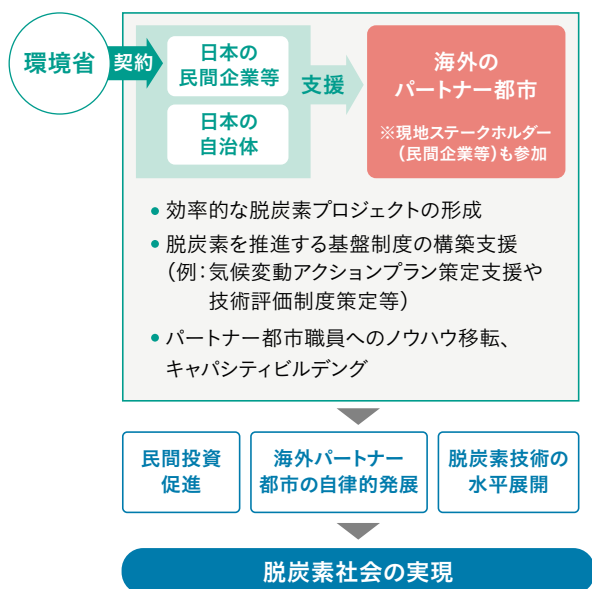 環境省
契約
日本の
民間企業等
日本の
自治体
支援
海外の
パートナー都市
※現地ステークホルダー
（民間企業等）も参加
• 効率的な脱炭素プロジェクトの形成
• 脱炭素を推進する基盤制度の構築支援
（例：気候変動アクションプラン策定支援や
技術評価制度策定等）
• パートナー都市職員へのノウハウ移転、
キャパシティビルデング
民間投資
促進
海外パートナー
都市の自律的発展
脱炭素技術の
水平展開
脱炭素社会の実現